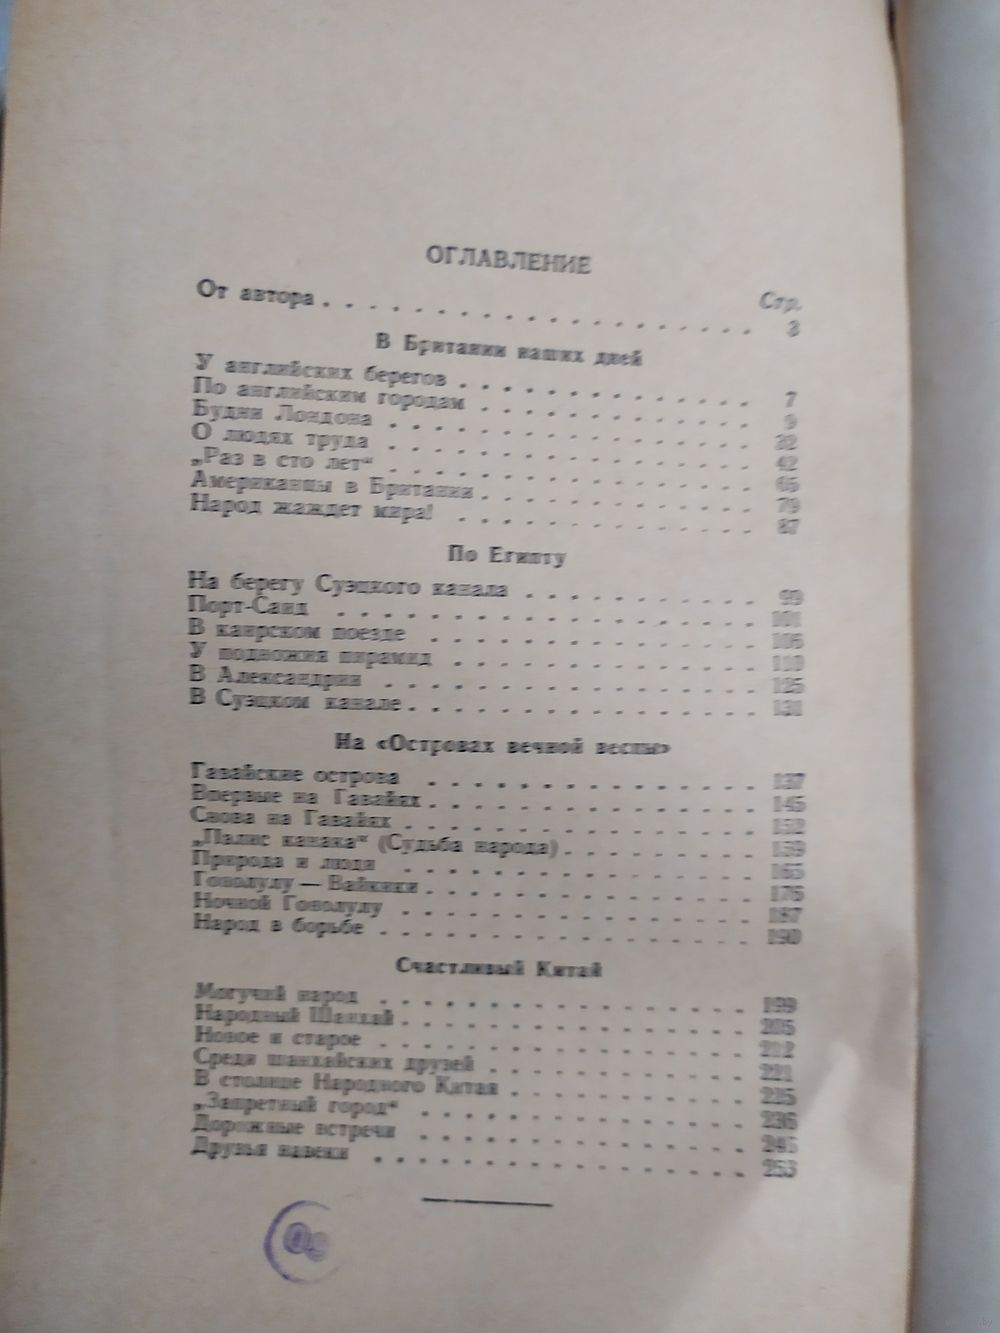 ОГЛАВЛЕНИЕ
Стр.
От автора . . . . . . . . . . . . . . . . . . . . 3
В Британии наших дней
У английских берегов . . . . . . . . . . . . . 7
По английским городам . . . . . . . . . . . . 9
Будни Лондона . . . . . . . . . . . . . . . . 32
О людях труда . . . . . . . . . . . . . . . . 42
„Раз в сто лет“ . . . . . . . . . . . . . . . . 65
Американцы в Британии . . . . . . . . . . . . 79
Народ жаждет мира! . . . . . . . . . . . . . 87
По Египту
На берегу Суэцкого канала . . . . . . . . . . 99
Порт-Саид . . . . . . . . . . . . . . . . . . 101
В каирском поезде . . . . . . . . . . . . . . 106
У подножия пирамид . . . . . . . . . . . . .
В Александрии . . . . . . . . . . . . . . . . 125
В Суэцком канале . . . . . . . . . . . . . . . 131
На «Островах вечной весны»
Гавайские острова . . . . . . . . . . . . . . 137
Впервые на Гавайях . . . . . . . . . . . . . . 145
Снова на Гавайях . . . . . . . . . . . . . . . 152
„Палис канака“ (Судьба народа) . . . . . . . . 159
Природа и люди . . . . . . . . . . . . . . . 165
Гонолулу — Вайкики . . . . . . . . . . . . . . 176
Ночной Гонолулу . . . . . . . . . . . . . . . 187
Народ в борьбе . . . . . . . . . . . . . . . . 190
Счастливый Китай
Могучий народ . . . . . . . . . . . . . . . . 199
Народный Шанхай . . . . . . . . . . . . . . . 205
Новое и старое . . . . . . . . . . . . . . . . 212
Среди шанхайских друзей . . . . . . . . . . . 221
В столице Народного Китая . . . . . . . . . .
„Запретный город“ . . . . . . . . . . . . . . 236
Дорожные встречи . . . . . . . . . . . . . . 245
Друзья навеки . . . . . . . . . . . . . . . . 253